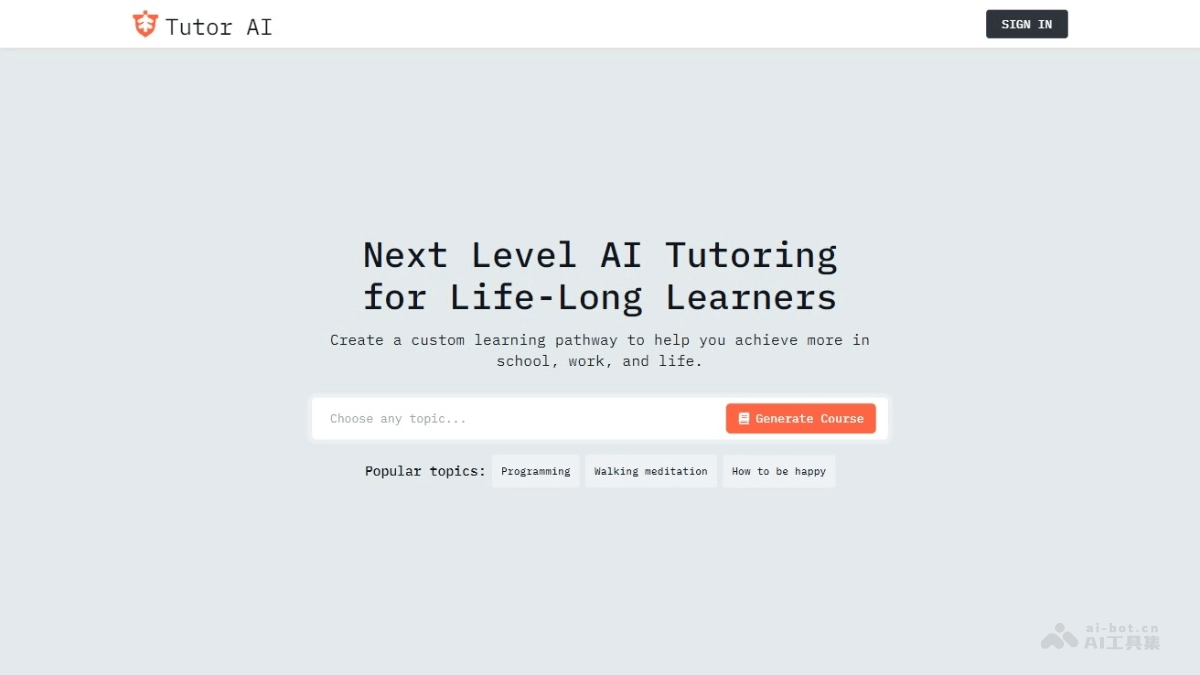 Tutor AI
SIGN IN
Next Level AI Tutoring
for Life-Long Learners
Create a custom learning pathway to help you achieve more in
school, work, and life.
Choose any topic...
Generate Course
Popular topics: Programming Walking meditation How to be happy
ai-bot.cn
AI工具集